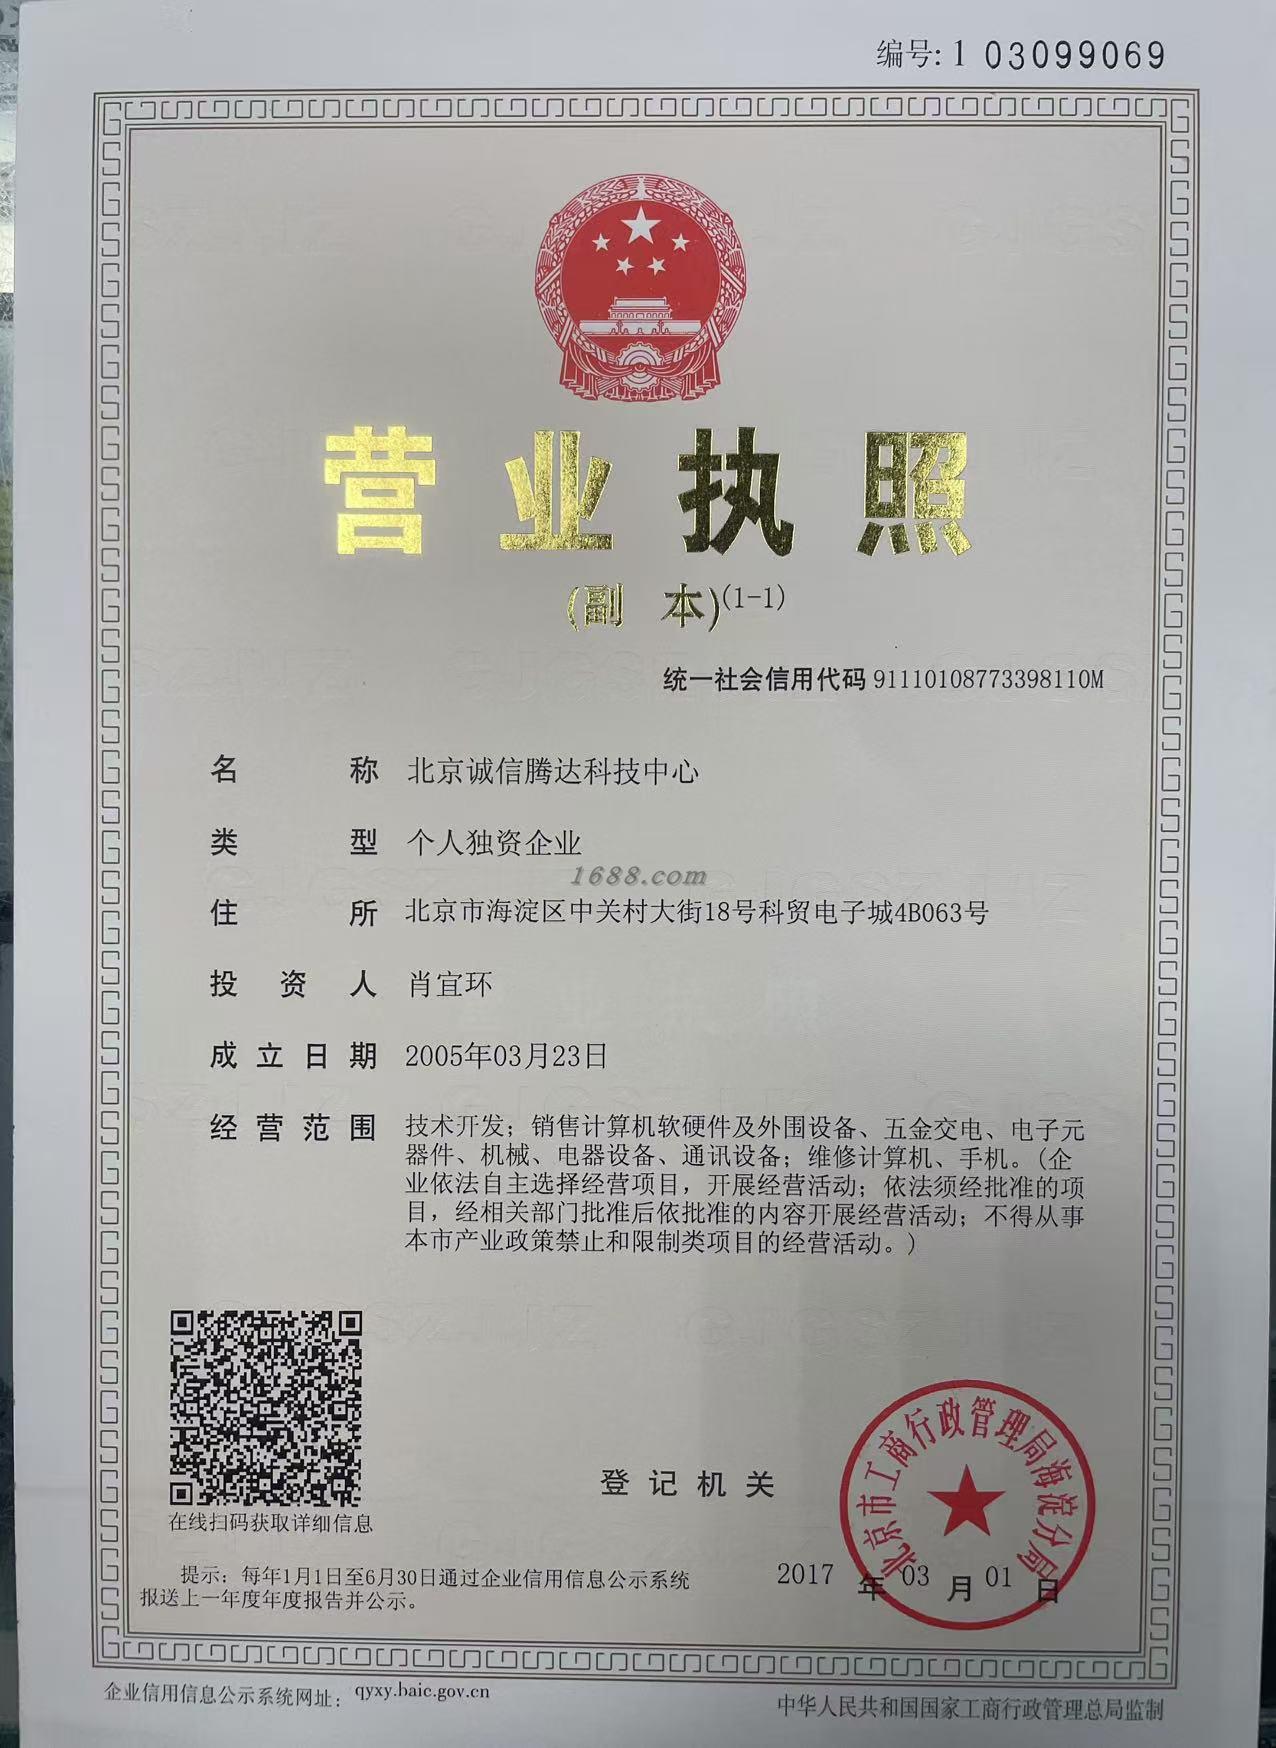 编号: 1 03099069
营业执照
(副 本)(1-1)
统一社会信用代码 91110108773398110M
名 称 北京诚信腾达科技中心
类 型 个人独资企业
1688.com
住 所 北京市海淀区中关村大街18号科贸电子城4B063号
投 资 人 肖宜环
成 立 日 期 2005年03月23日
经 营 范 围 技术开发；销售计算机软硬件及外围设备、五金交电、电子元
器件、机械、电器设备、通讯设备；维修计算机、手机。(企
业依法自主选择经营项目，开展经营活动；依法须经批准的项
目，经相关部门批准后依批准的内容开展经营活动；不得从事
本市产业政策禁止和限制类项目的经营活动。)
在线扫码获取详细信息
登 记 机 关
北京市工商行政管理局海淀分局
2017 年 03 月 01 日
提示：每年1月1日至6月30日通过企业信用信息公示系统
报送上一年度年度报告并公示。
企业信用信息公示系统网址： qyxy.baic.gov.cn
中华人民共和国国家工商行政管理总局监制